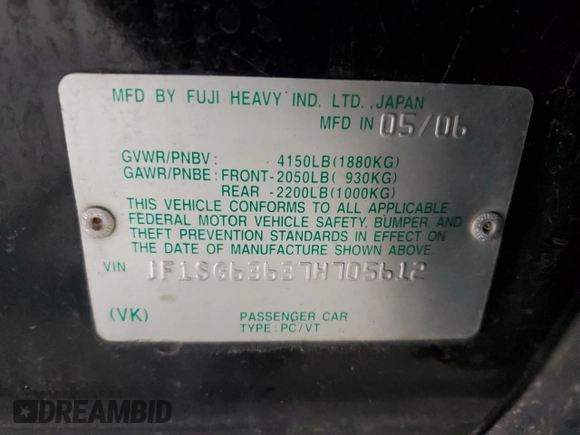 MFD BY FUJI HEAVY IND. LTD., JAPAN
MFD IN 05/06
GVWR/PNBV: 4150LB(1880KG)
GAWR/PNBE: FRONT-2050LB( 930KG)
REAR -2200LB(1000KG)
THIS VEHICLE CONFORMS TO ALL APPLICABLE
FEDERAL MOTOR VEHICLE SAFETY, BUMPER, AND
THEFT PREVENTION STANDARDS IN EFFECT ON
THE DATE OF MANUFACTURE SHOWN ABOVE.
VIN JF1SG63637H705612
(VK) PASSENGER CAR
TYPE: PC/VT
DREAMBID